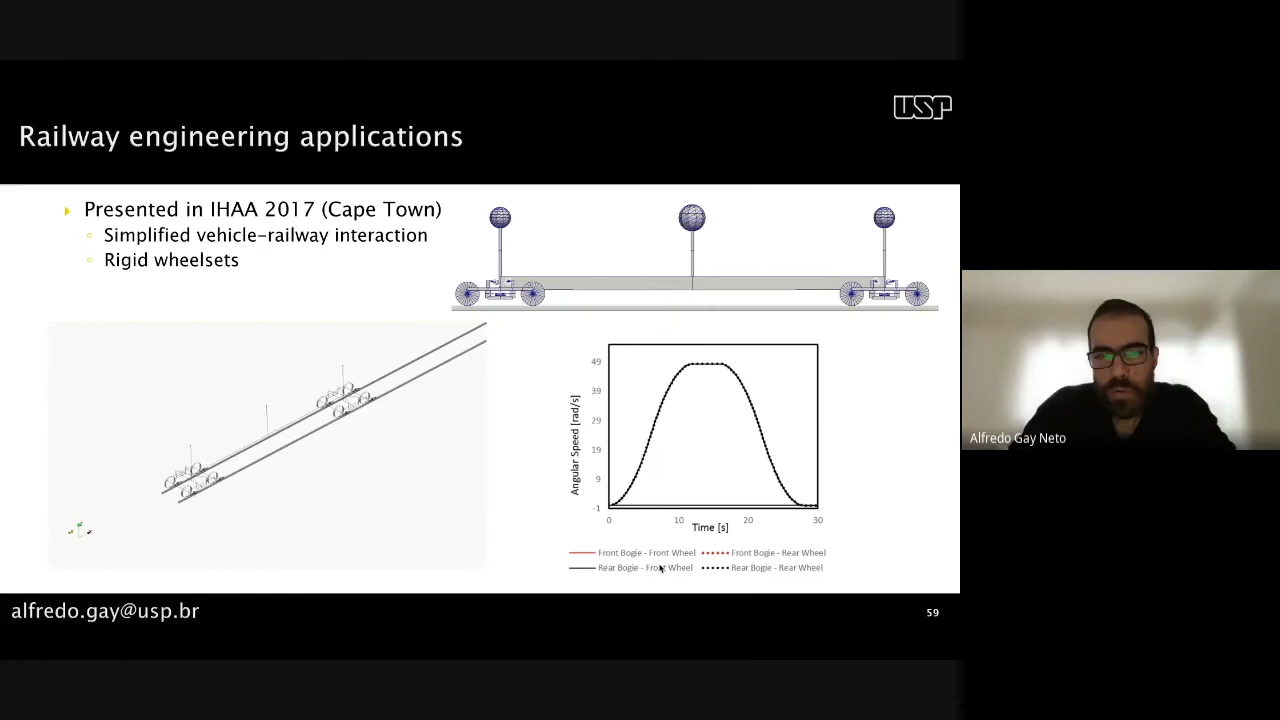 USP
Railway engineering applications
Presented in IHAA 2017 (Cape Town)
Simplified vehicle-railway interaction
Rigid wheelsets
Angular Speed [rad/s]
49
39
29
19
9
-1
0 10 20 30
Time [s]
Front Bogie - Front Wheel Front Bogie - Rear Wheel
Rear Bogie - Front Wheel Rear Bogie - Rear Wheel
Alfredo Gay Neto
alfredo.gay@usp.br
59